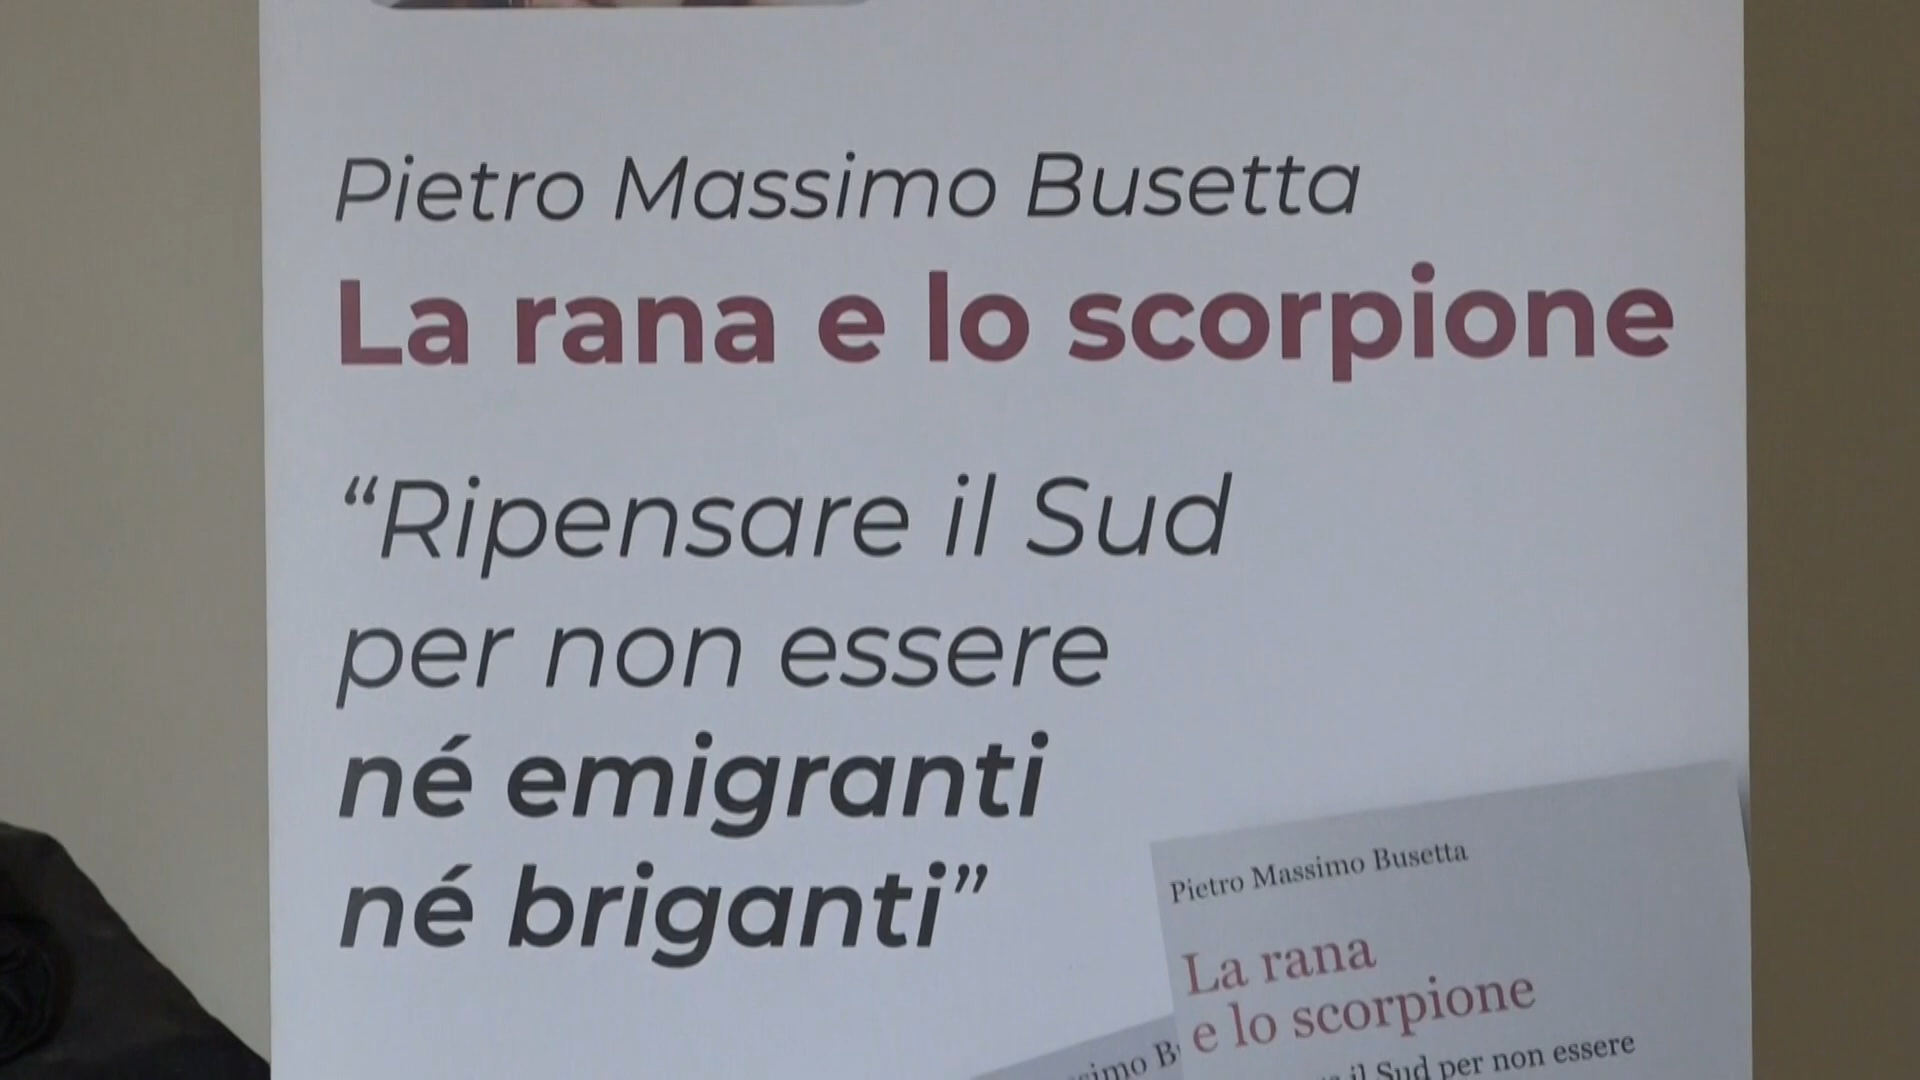 Pietro Massimo Busetta
La rana e lo scorpione
“Ripensare il Sud
per non essere
né emigranti
né briganti”
Pietro Massimo Busetta
La rana
e lo scorpione
il Sud per non essere